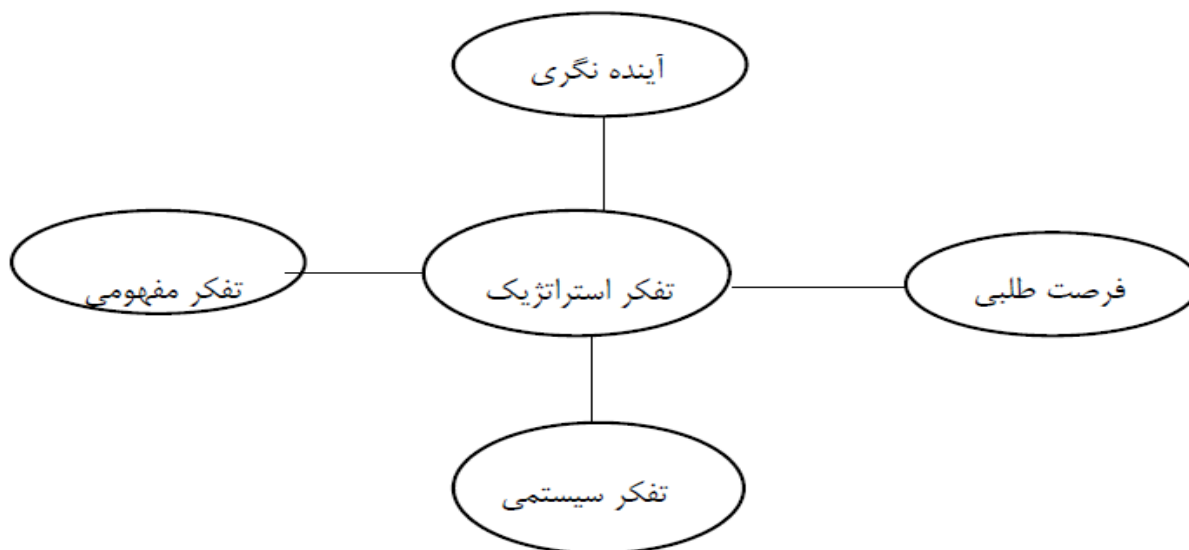 آینده نگری
فرصت طلبی
تفکر استراتژیک
تفکر مفهومی
تفکر سیستمی